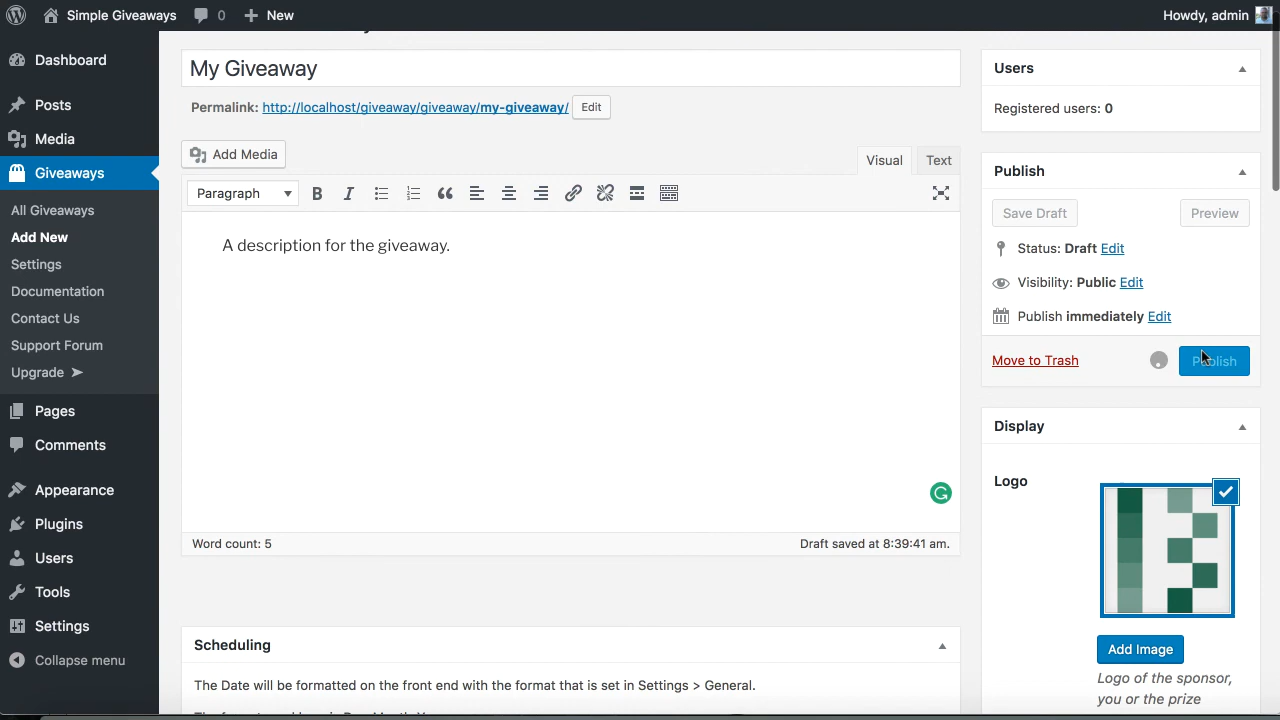 Simple Giveaways
0
New
Howdy, admin
Dashboard
Posts
Media
Giveaways
All Giveaways
Add New
Settings
Documentation
Contact Us
Support Forum
Upgrade ➤
Pages
Comments
Appearance
Plugins
Users
Tools
Settings
Collapse menu
My Giveaway
Permalink: http://localhost/giveaway/giveaway/my-giveaway/ Edit
Add Media
Visual Text
Paragraph
A description for the giveaway.
Word count: 5
Draft saved at 8:39:41 am.
Scheduling
The Date will be formatted on the front end with the format that is set in Settings > General.
Users
Registered users: 0
Publish
Save Draft
Preview
Status: Draft Edit
Visibility: Public Edit
Publish immediately Edit
Move to Trash
Publish
Display
Logo
Add Image
Logo of the sponsor,
you or the prize